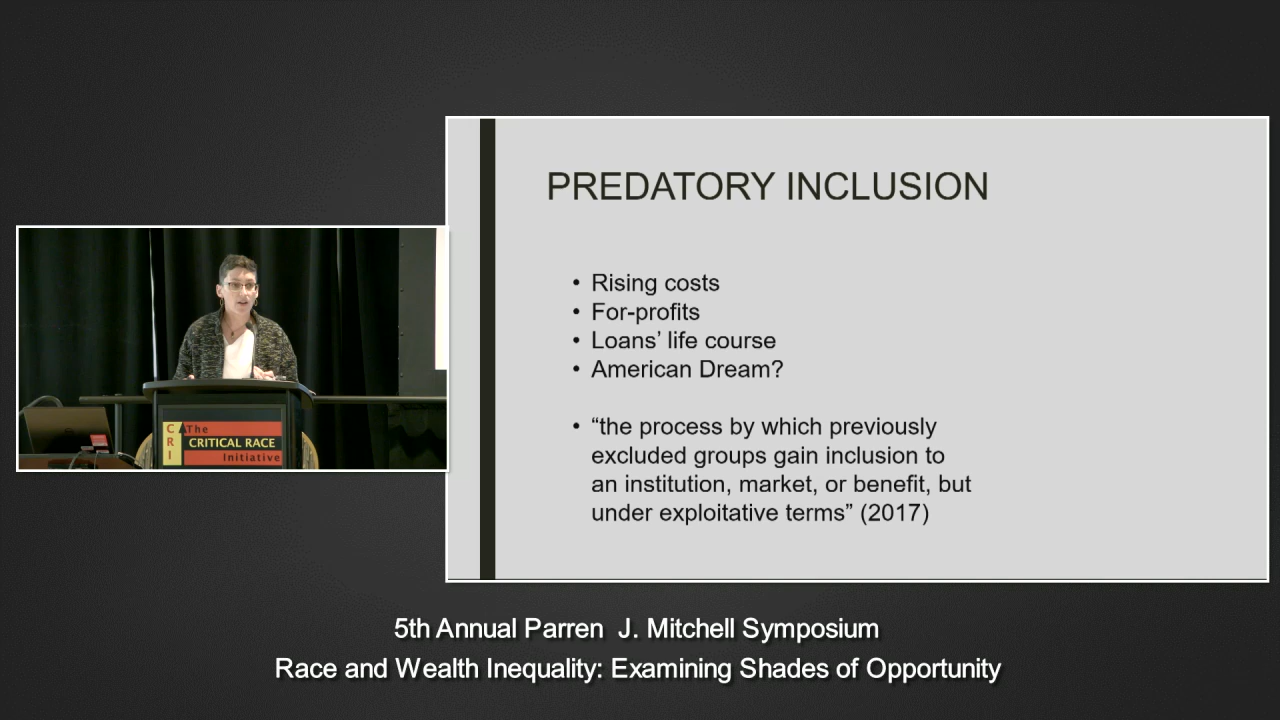 PREDATORY INCLUSION
• Rising costs
• For-profits
• Loans’ life course
• American Dream?
• “the process by which previously
excluded groups gain inclusion to
an institution, market, or benefit, but
under exploitative terms” (2017)
CRI
The
CRITICAL RACE
Initiative
5th Annual Parren J. Mitchell Symposium
Race and Wealth Inequality: Examining Shades of Opportunity